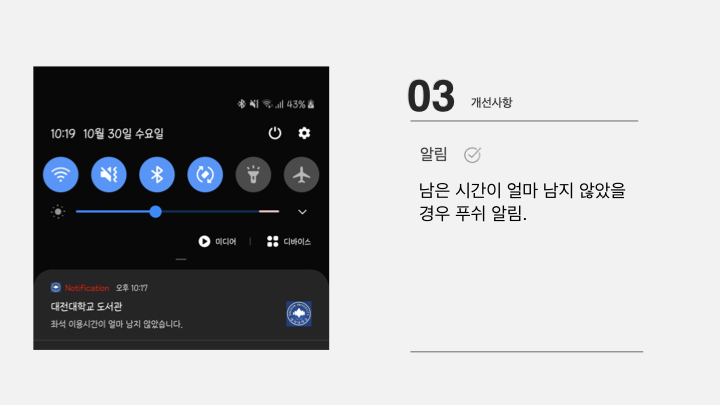 43%
10:19 10월 30일 수요일
미디어 | 디바이스
Notification 오후 10:17
대전대학교 도서관
좌석 이용시간이 얼마 남지 않았습니다.
03 개선사항
알림
남은 시간이 얼마 남지 않았을
경우 푸쉬 알림.